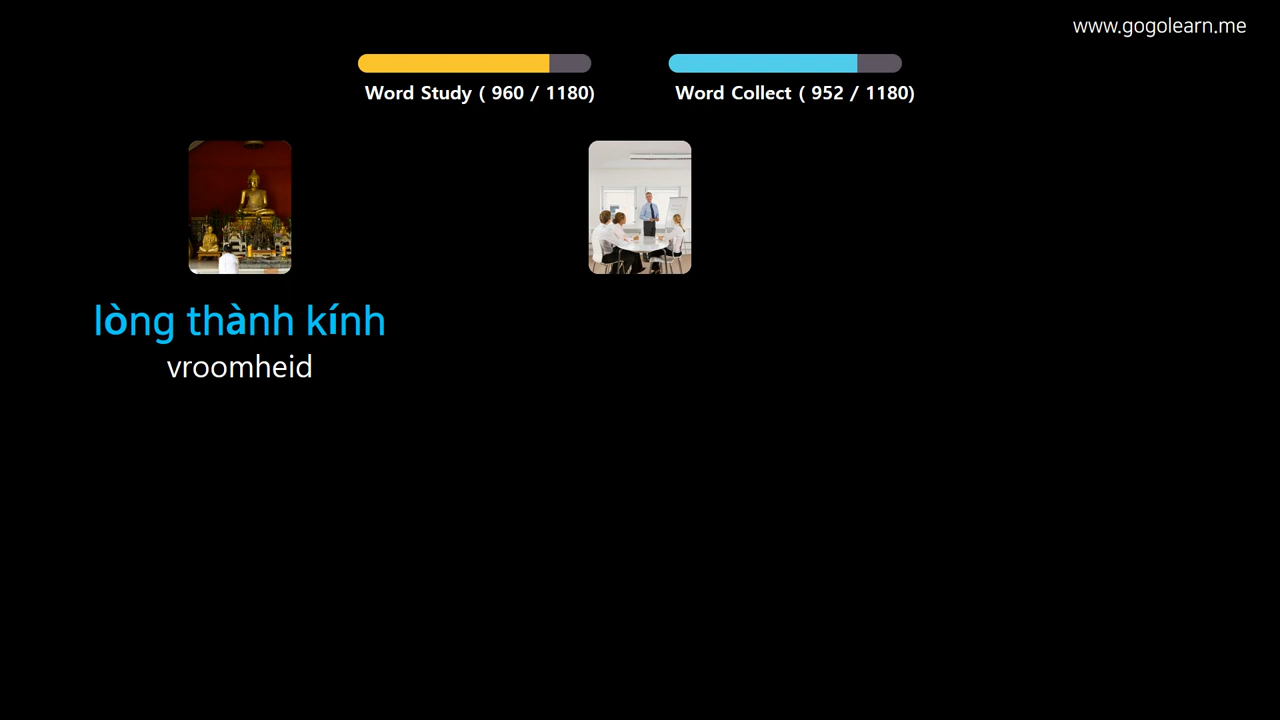 www.gogolearn.me
Word Study ( 960 / 1180)
Word Collect ( 952 / 1180)
lòng thành kính
vroomheid